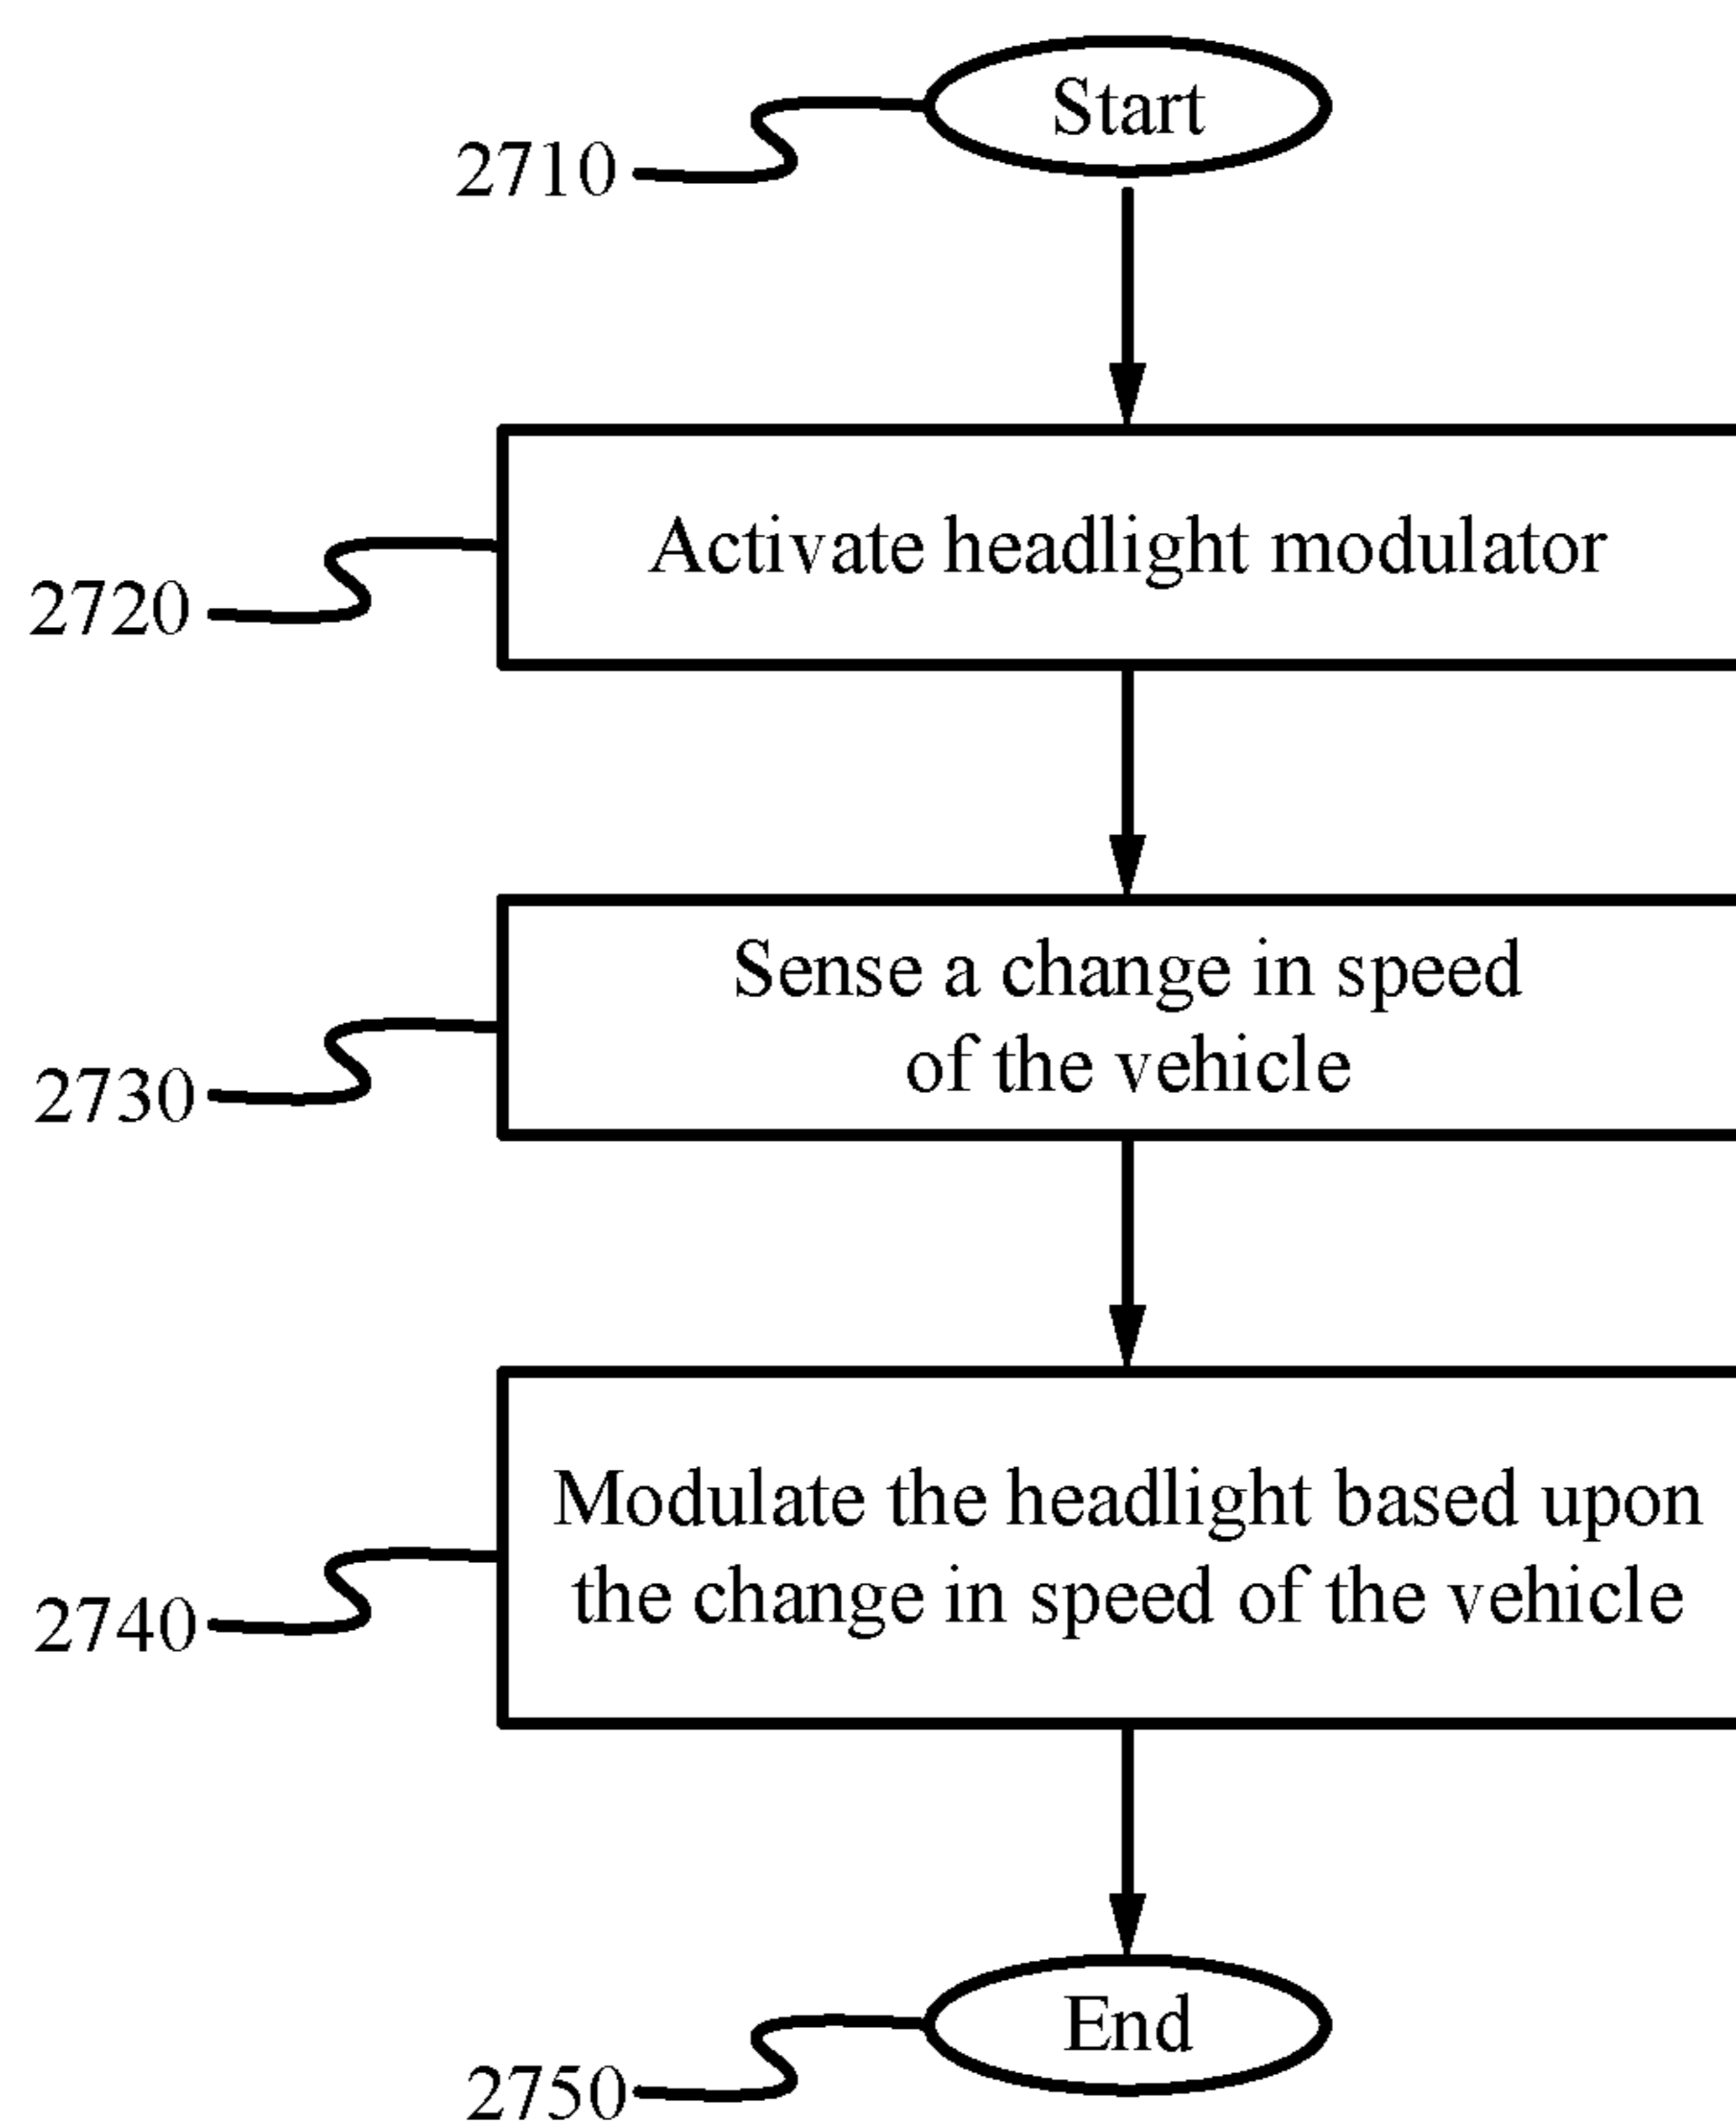 Start
2710
Activate headlight modulator
2720
Sense a change in speed
of the vehicle
2730
Modulate the headlight based upon
the change in speed of the vehicle
2740
End
2750